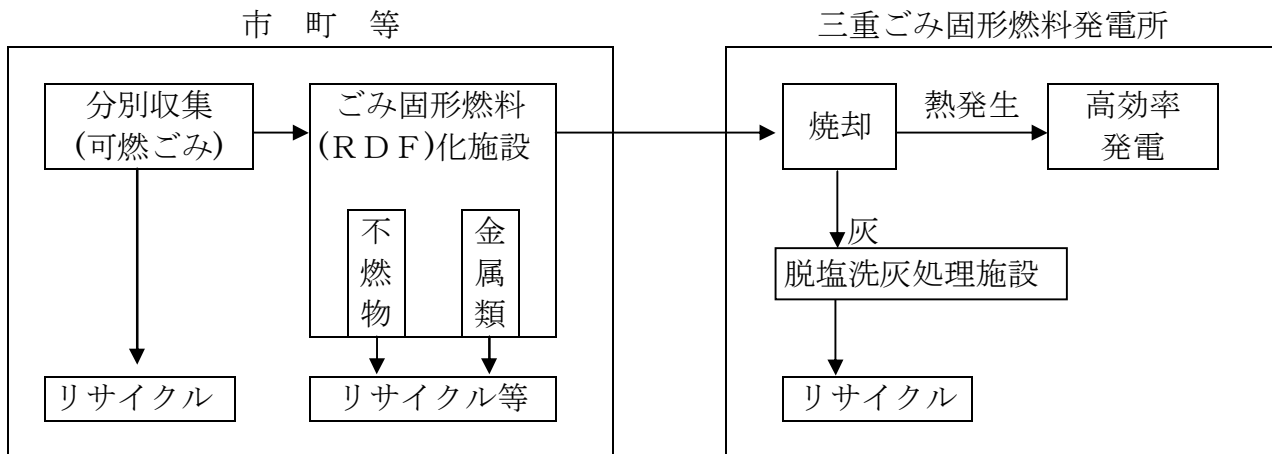 市　町　等
分別収集
(可燃ごみ)
ごみ固形燃料
(ＲＤＦ)化施設
不燃物
金属類
リサイクル
リサイクル等
三重ごみ固形燃料発電所
焼却
熱発生
高効率
発電
灰
脱塩洗灰処理施設
リサイクル